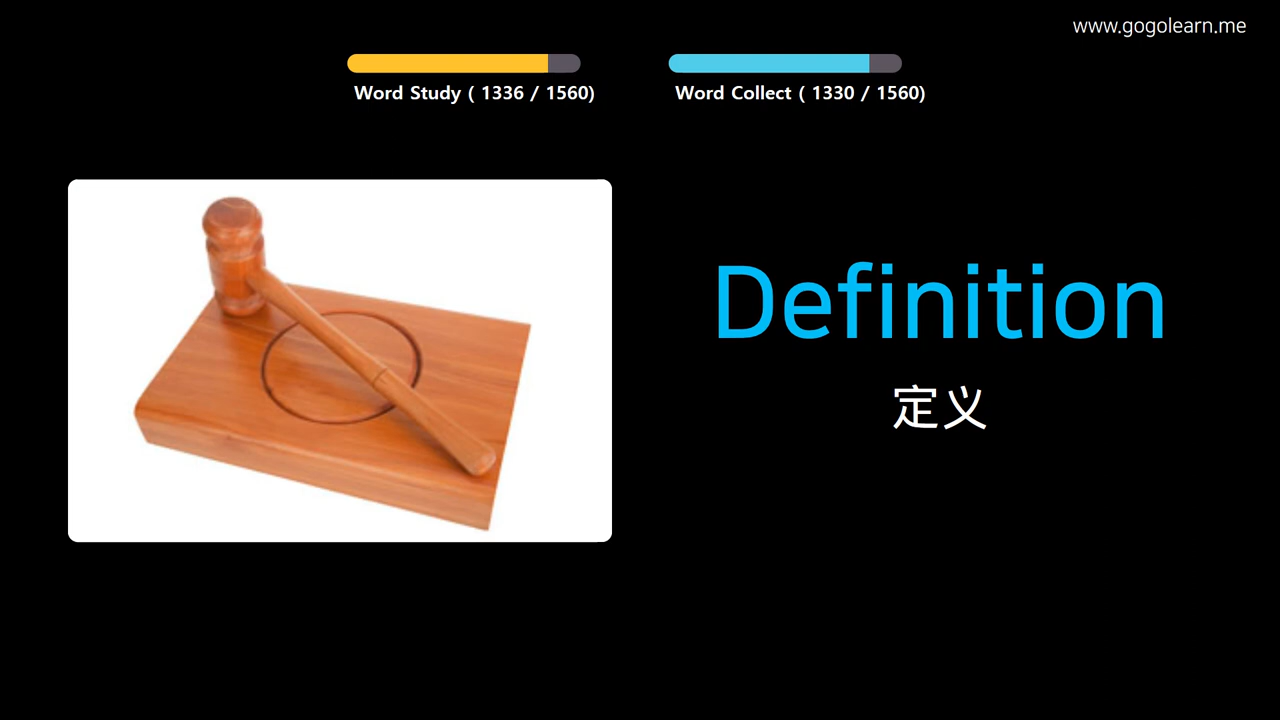 www.gogolearn.me
Word Study ( 1336 / 1560)
Word Collect ( 1330 / 1560)
Definition
定义